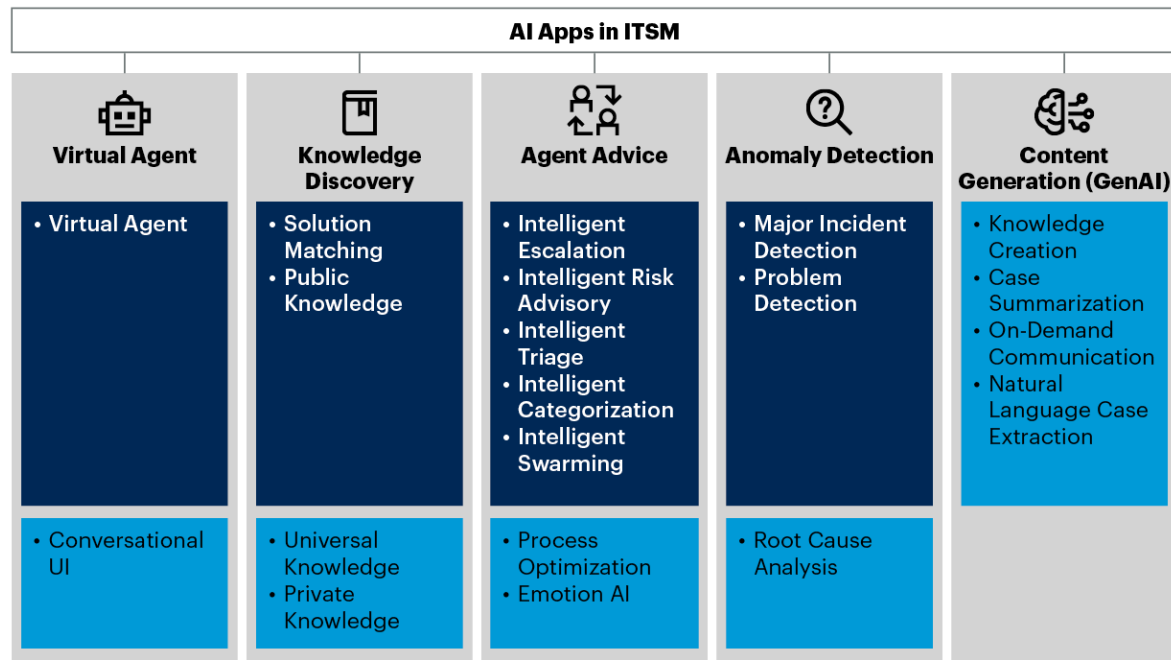 AI Apps in ITSM
Virtual Agent
• Virtual Agent
• Conversational
UI
Knowledge
Discovery
• Solution
Matching
• Public
Knowledge
• Universal
Knowledge
• Private
Knowledge
Agent Advice
• Intelligent
Escalation
• Intelligent Risk
Advisory
• Intelligent
Triage
• Intelligent
Categorization
• Intelligent
Swarming
• Process
Optimization
• Emotion AI
Anomaly Detection
• Major Incident
Detection
• Problem
Detection
• Root Cause
Analysis
Content
Generation (GenAI)
• Knowledge
Creation
• Case
Summarization
• On-Demand
Communication
• Natural
Language Case
Extraction